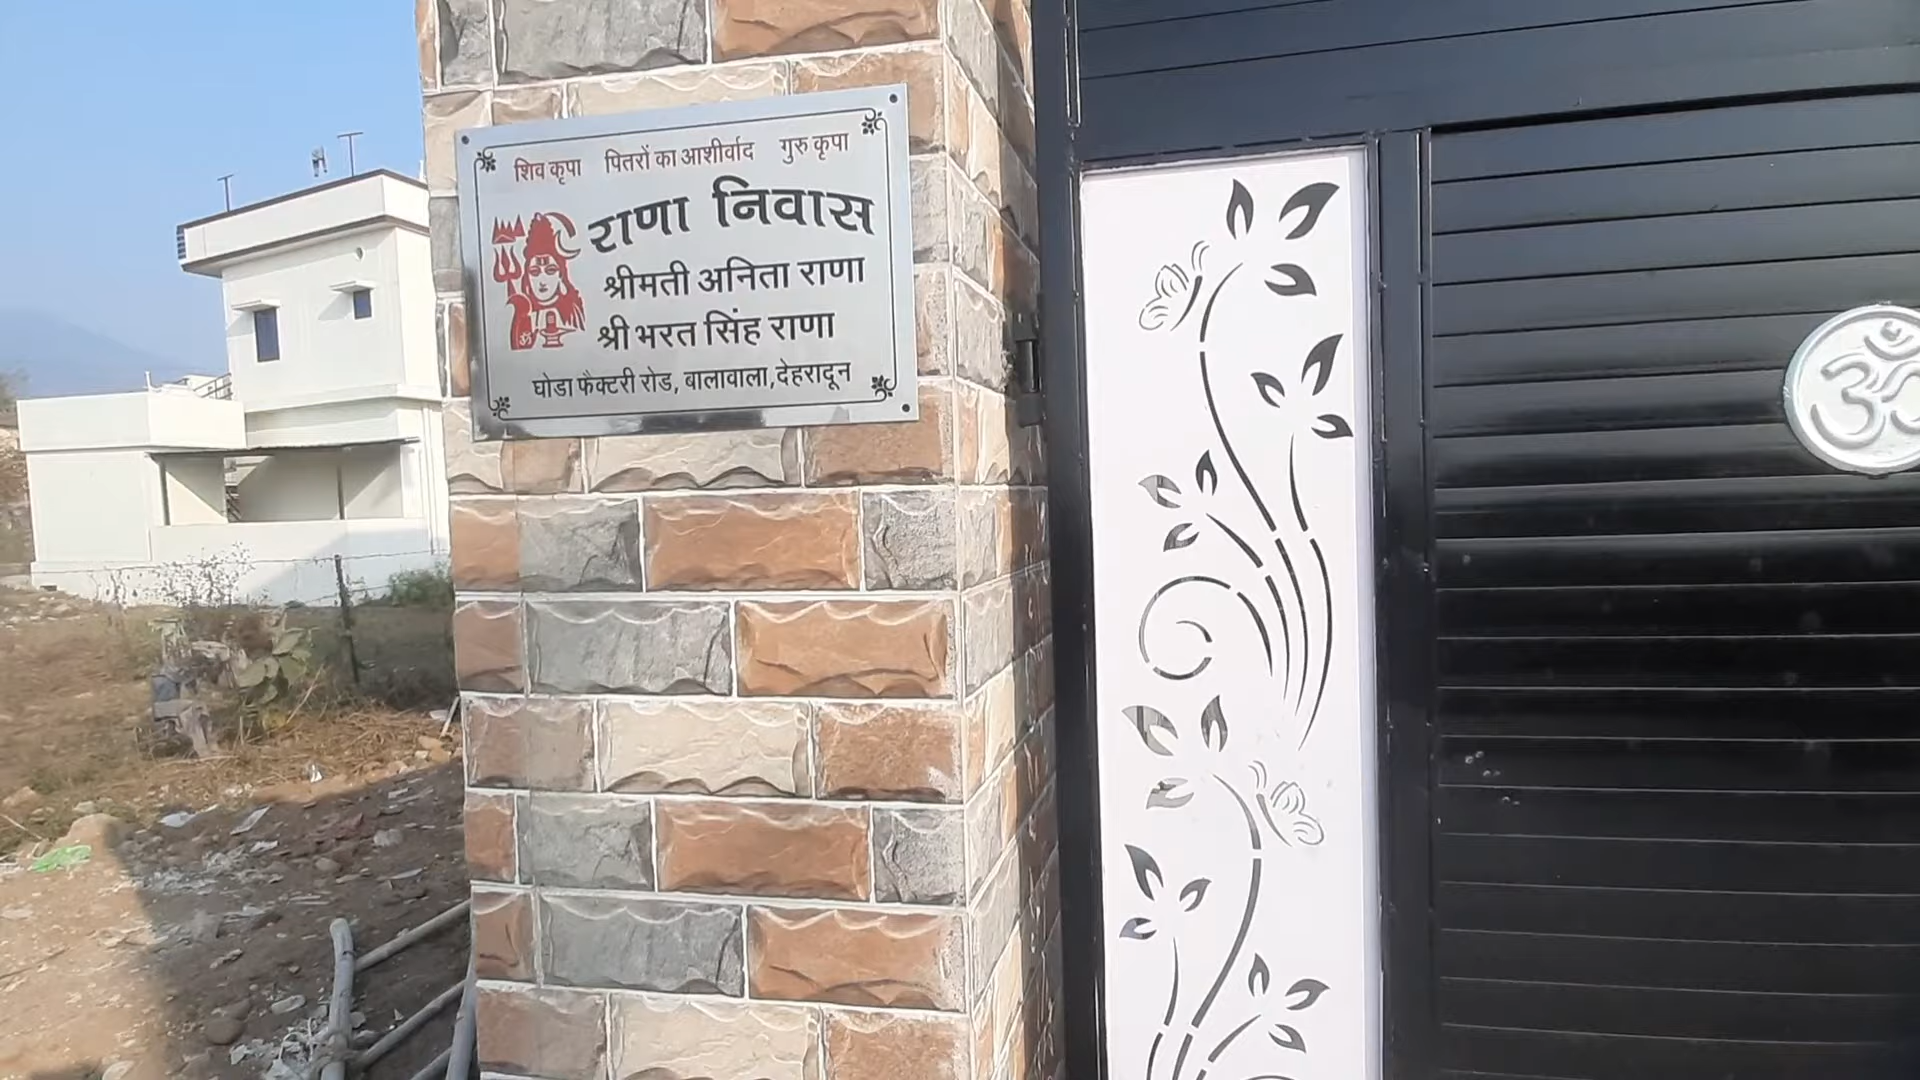 शिव कृपा पितरों का आशीर्वाद गुरु कृपा
राणा निवास
श्रीमती अनिता राणा
श्री भरत सिंह राणा
घोडा फैक्टरी रोड, बालावाला, देहरादून
ॐ
ॐ